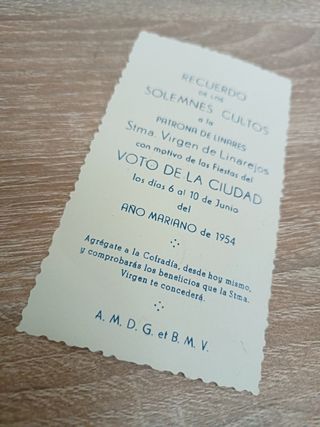 RECUERDO
DE LOS
SOLEMNES CULTOS
a la
PATRONA DE LINARES
Stma. Virgen de Linarejos
con motivo de las Fiestas del
VOTO DE LA CIUDAD
los días 6 al 10 de Junio
del
AÑO MARIANO de 1954
Agrégate a la Cofradía, desde hoy mismo,
y comprobarás los beneficios que la Stma.
Virgen te concederá.
A. M. D. G. et B. M. V.